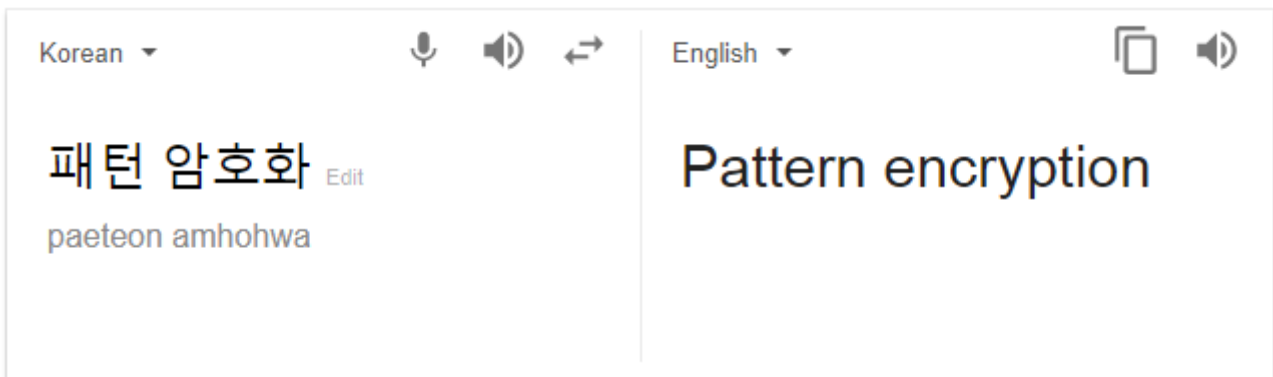 Korean
English
패턴 암호화 Edit
paeteon amhohwa
Pattern encryption